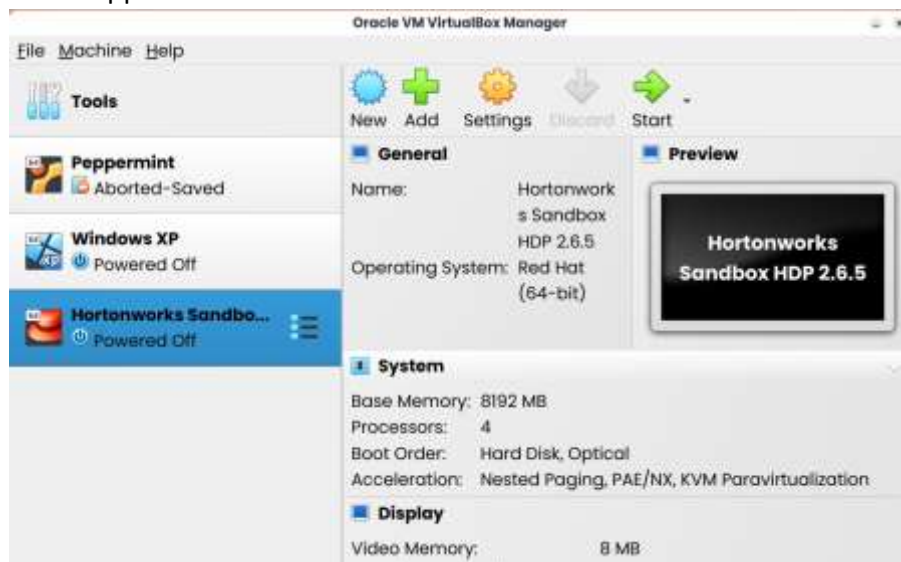 Oracle VM VirtualBox Manager
File Machine Help
Tools
New Add Settings Discard Start
Peppermint
Aborted-Saved
Windows XP
Powered Off
Hortonworks Sandbo...
Powered Off
General
Name: Hortonwork
s Sandbox
HDP 2.6.5
Operating System: Red Hat
(64-bit)
Preview
Hortonworks
Sandbox HDP 2.6.5
System
Base Memory: 8192 MB
Processors: 4
Boot Order: Hard Disk, Optical
Acceleration: Nested Paging, PAE/NX, KVM Paravirtualization
Display
Video Memory: 8 MB